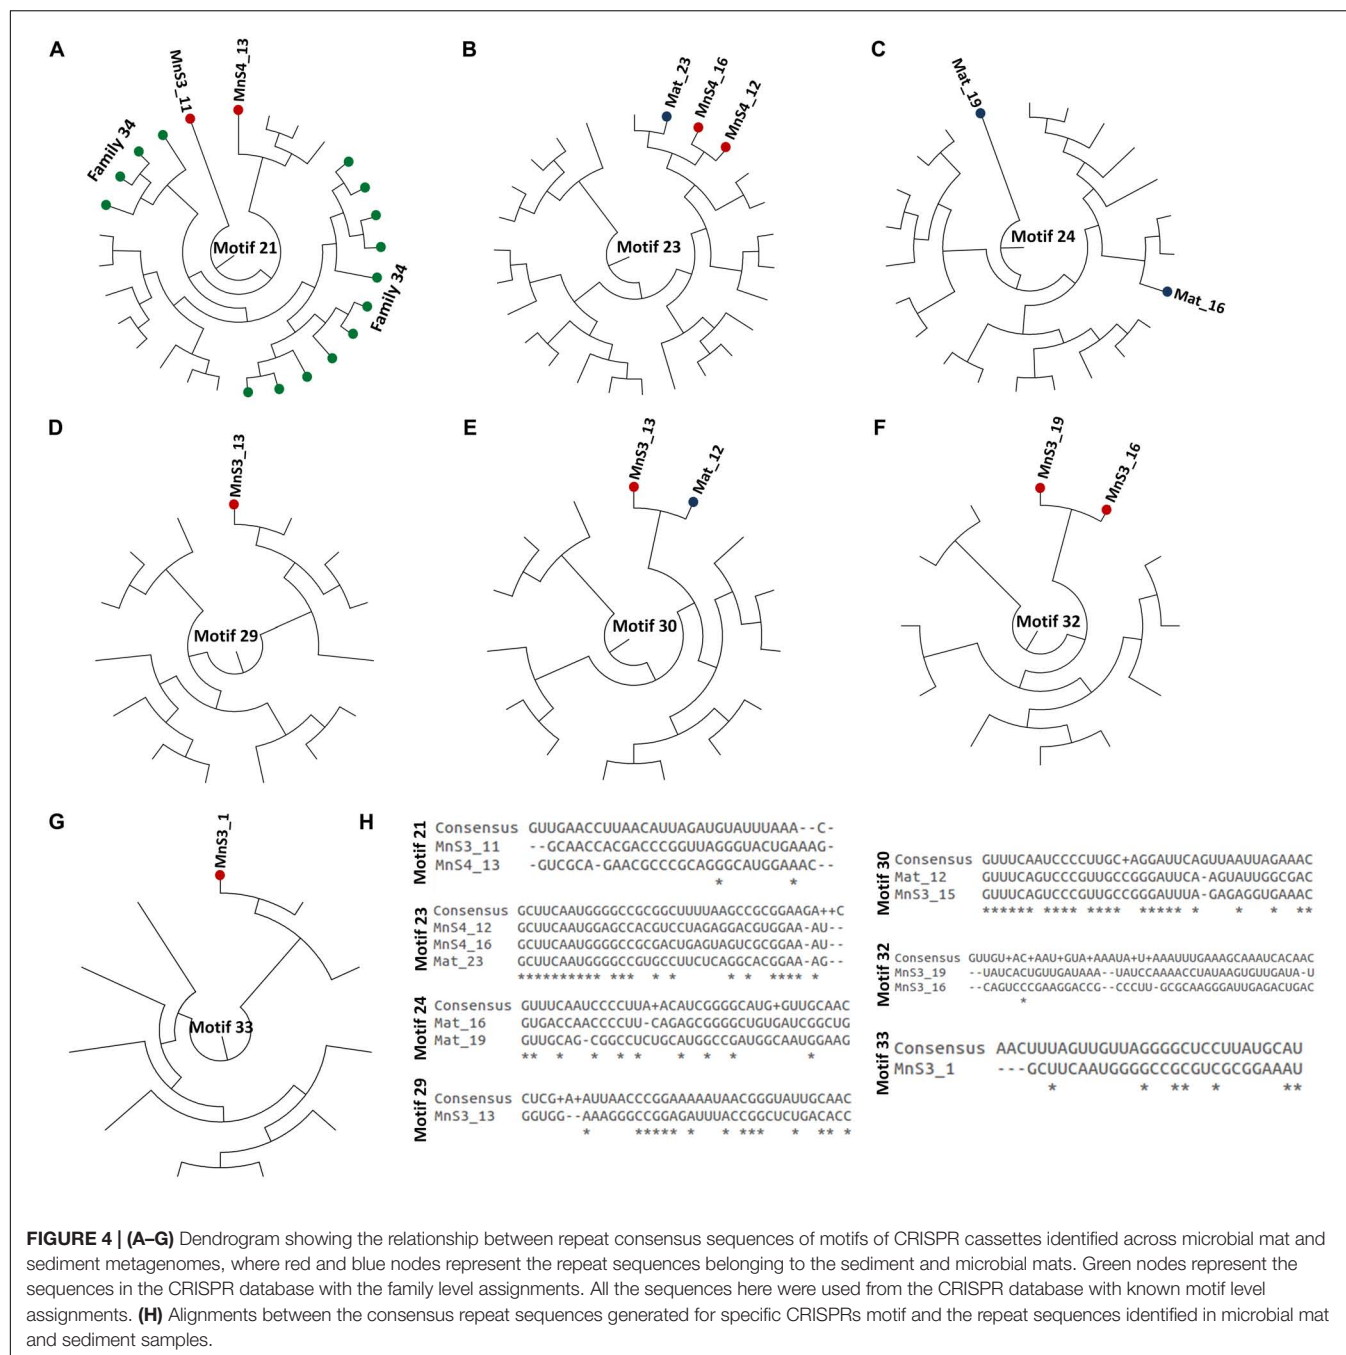 A
MnS3_11
MnS4_13
Family 34
Motif 21
Family 34
B
Mat_23
MnS4_16
MnS4_12
Motif 23
C
Mat_19
Motif 24
Mat_16
D
MnS3_13
Motif 29
E
MnS3_13
Mat_12
Motif 30
F
MnS3_19
MnS3_16
Motif 32
G
MnS3_1
Motif 33
H
Motif 21
Consensus GUUGAACCUUAACAUUAGAUGUAUUUAAA--C-
MnS3_11 --GCAACCACGACCCGGUUAGGGUACUGAAAG-
MnS4_13 -GUCGCA-GAACGCCCGCAGGGCAUGGAAAC--
* *
Motif 23
Consensus GCUUCAAUGGGGCCGCGGCUUUUAAGCCGCGGAAGA++C
MnS4_12 GCUUCAAUGGAGCCACGUCCUAGAGGACGUGGAA-AU--
MnS4_16 GCUUCAAUGGGGCCGCGACUGAGUAGUCGCGGAA-AU--
Mat_23 GCUUCAAUGGGGCCGUGCCUUCUCAGGCACGGAA-AG--
********** *** * * * * **** *
Motif 24
Consensus GUUUCAAUCCCCUUA+ACAUCGGGGCAUG+GUUGCAAC
Mat_16 GUGACCAACCCCUU-CAGAGCGGGGCUGUGAUCGGCUG
Mat_19 GUUGCAG-CGGCCUCUGCAUGGCCGAUGGCAAUGGAAG
** * * * * * * * *
Motif 29
Consensus CUCG+A+AUUAACCCGGAAAAAUAACGGGUAUUGCAAC
MnS3_13 GGUGG--AAAGGGCCGGAGAUUUACCGGCUCUGACACC
* ***** * * *** * ** *
Motif 30
Consensus GUUUCAAUCCCCUUGC+AGGAUUCAGUUAAUUAGAAAC
Mat_12 GUUUCAGUCCCGUUGCCGGGAUUCA-AGUAUUGGCGAC
MnS3_15 GUUUCAGUCCCGUUGCCGGGAUUUA-GAGAGGUGAAAC
****** **** **** ***** * * * **
Motif 32
Consensus GUUGU+AC+AAU+GUA+AAAUA+U+AAAUUUGAAAGCAAAUCACAAC
MnS3_19 --UAUCACUGUUGAUAAA--UAUCCAAAACCUAUAAGUGUUGAUA-U
MnS3_16 --CAGUCCCGAAGGACCG--CCCUU-GCGCAAGGGAUUGAGACUGAC
*
Motif 33
Consensus AACUUUAGUUGUUAGGGGCUCCUUAUGCAU
MnS3_1 ---GCUUCAAUGGGGCCGCGUCGCGGAAAU
* * ** * **
FIGURE 4 | (A–G) Dendrogram showing the relationship between repeat consensus sequences of motifs of CRISPR cassettes identified across microbial mat and
sediment metagenomes, where red and blue nodes represent the repeat sequences belonging to the sediment and microbial mats. Green nodes represent the
sequences in the CRISPR database with the family level assignments. All the sequences here were used from the CRISPR database with known motif level
assignments. (H) Alignments between the consensus repeat sequences generated for specific CRISPRs motif and the repeat sequences identified in microbial mat
and sediment samples.